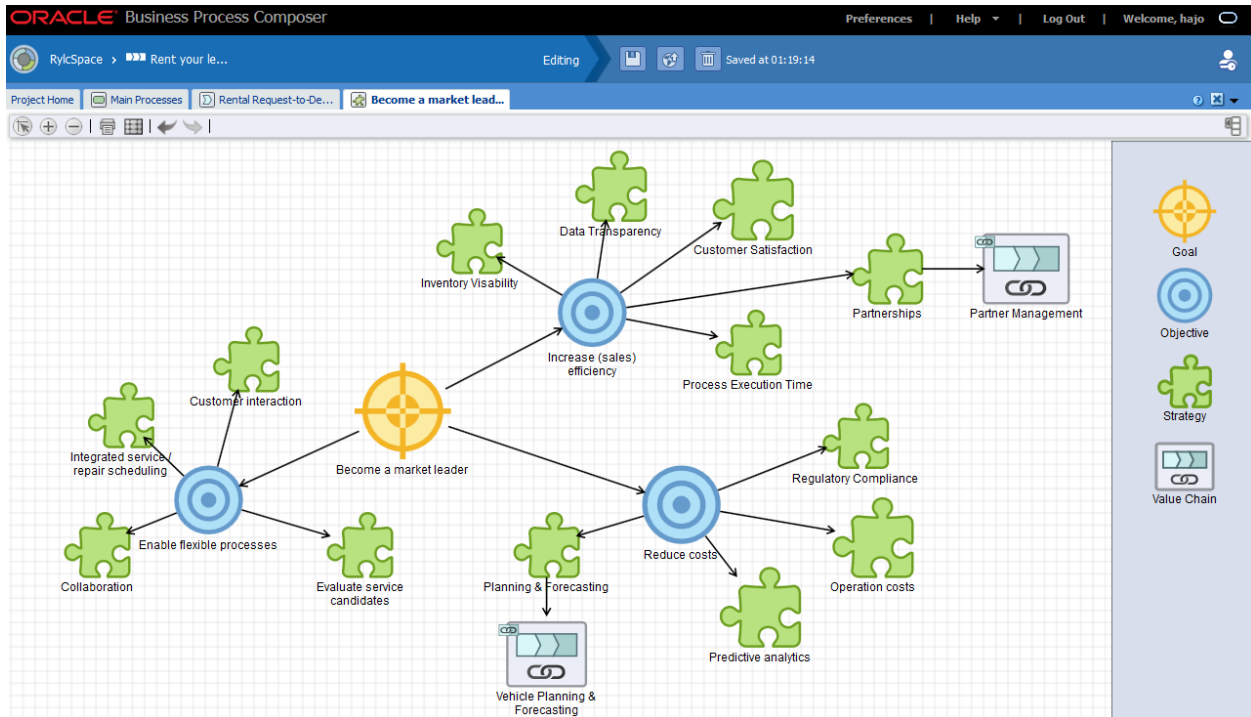 ORACLE Business Process Composer
Preferences | Help | Log Out | Welcome, hajo
RylcSpace > Rent your le...
Editing
Saved at 01:19:14
Project Home
Main Processes
Rental Request-to-De...
Become a market lead...
Data Transparency
Customer Satisfaction
Inventory Visability
Partnerships
Partner Management
Increase (sales)
efficiency
Process Execution Time
Customer interaction
Integrated service /
repair scheduling
Become a market leader
Regulatory Compliance
Enable flexible processes
Reduce costs
Collaboration
Evaluate service
candidates
Planning & Forecasting
Operation costs
Predictive analytics
Vehicle Planning &
Forecasting
Goal
Objective
Strategy
Value Chain